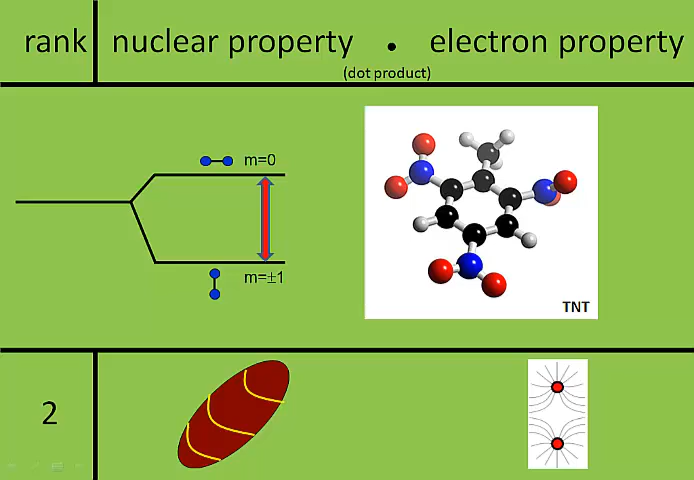 rank nuclear property • electron property
(dot product)
m=0
m=±1
TNT
2